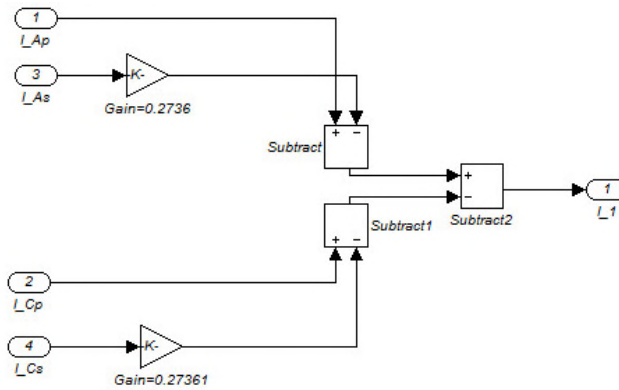 1
I_Ap
3
I_As
K-
Gain=0.2736
+ −
Subtract
+
−
Subtract2
1
I_1
+ −
Subtract1
2
I_Cp
4
I_Cs
K-
Gain=0.27361